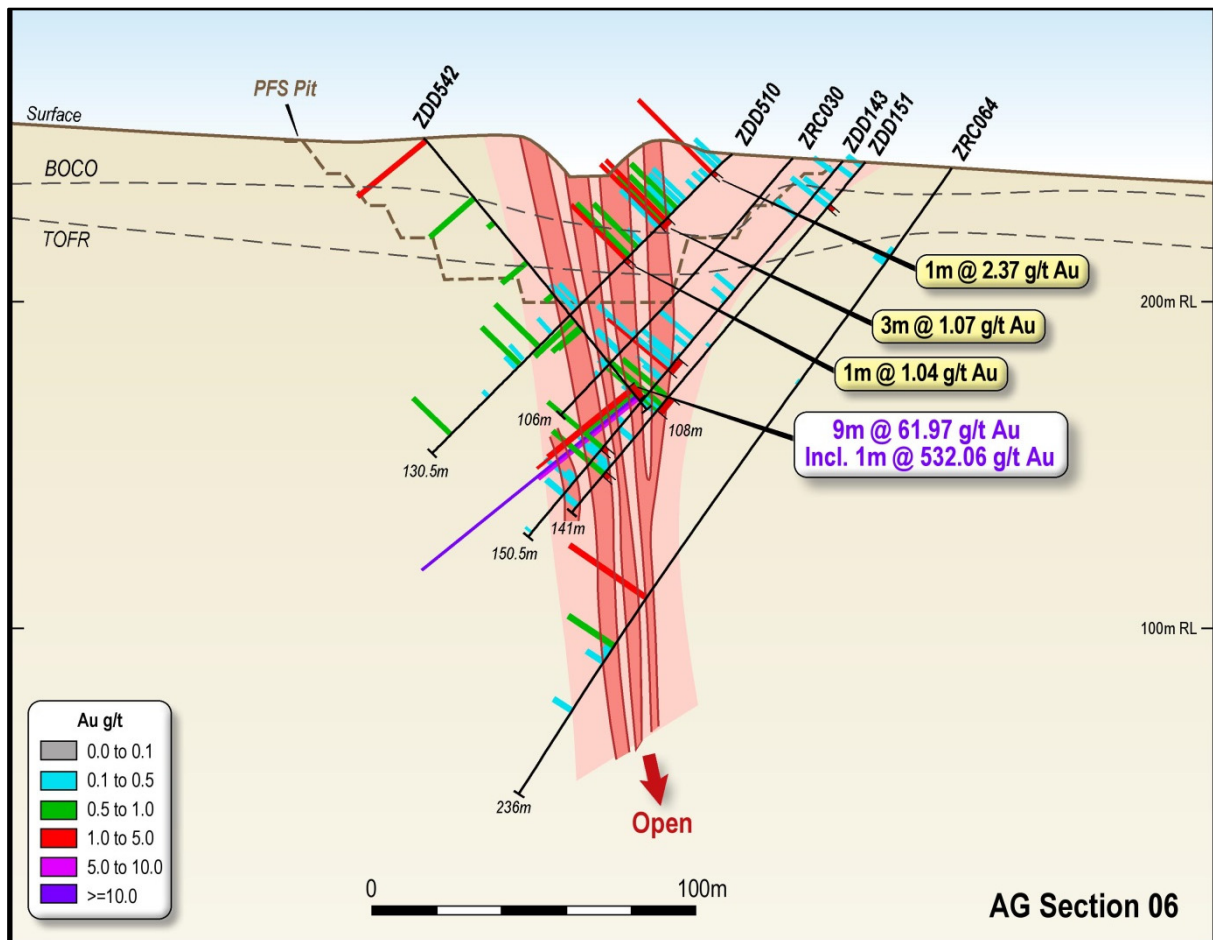 PFS Pit
ZDD542
ZDD510
ZRC030
ZDD143
ZDD151
ZRC064
Surface
BOCO
TOFR
1m @ 2.37 g/t Au
200m RL
3m @ 1.07 g/t Au
1m @ 1.04 g/t Au
106m
108m
130.5m
9m @ 61.97 g/t Au
Incl. 1m @ 532.06 g/t Au
141m
150.5m
100m RL
236m
Open
Au g/t
0.0 to 0.1
0.1 to 0.5
0.5 to 1.0
1.0 to 5.0
5.0 to 10.0
>=10.0
0
100m
AG Section 06